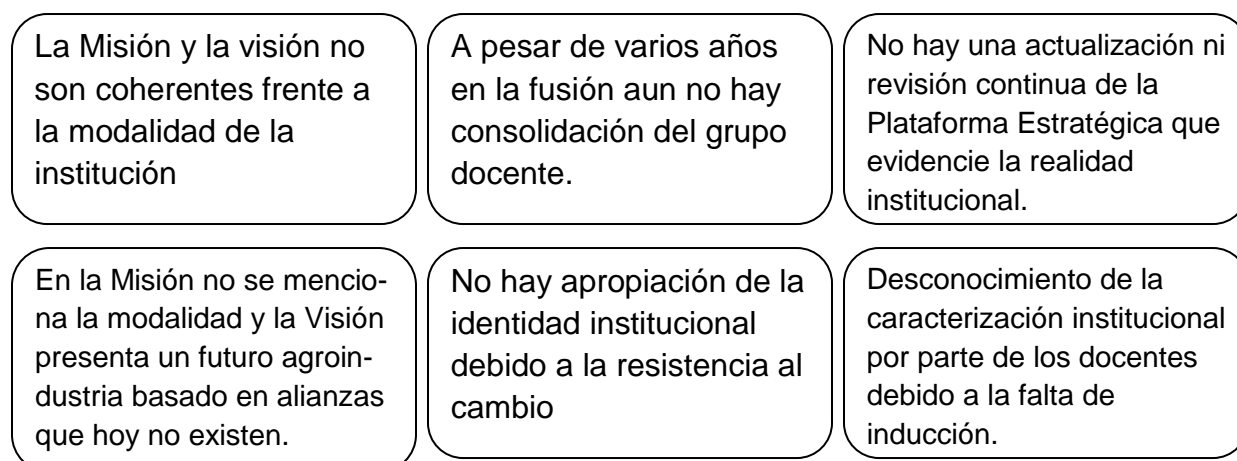 La Misión y la visión no
son coherentes frente a
la modalidad de la
institución
A pesar de varios años
en la fusión aun no hay
consolidación del grupo
docente.
No hay una actualización ni
revisión continua de la
Plataforma Estratégica que
evidencie la realidad
institucional.
En la Misión no se mencio-
na la modalidad y la Visión
presenta un futuro agroin-
dustria basado en alianzas
que hoy no existen.
No hay apropiación de la
identidad institucional
debido a la resistencia al
cambio
Desconocimiento de la
caracterización institucional
por parte de los docentes
debido a la falta de
inducción.